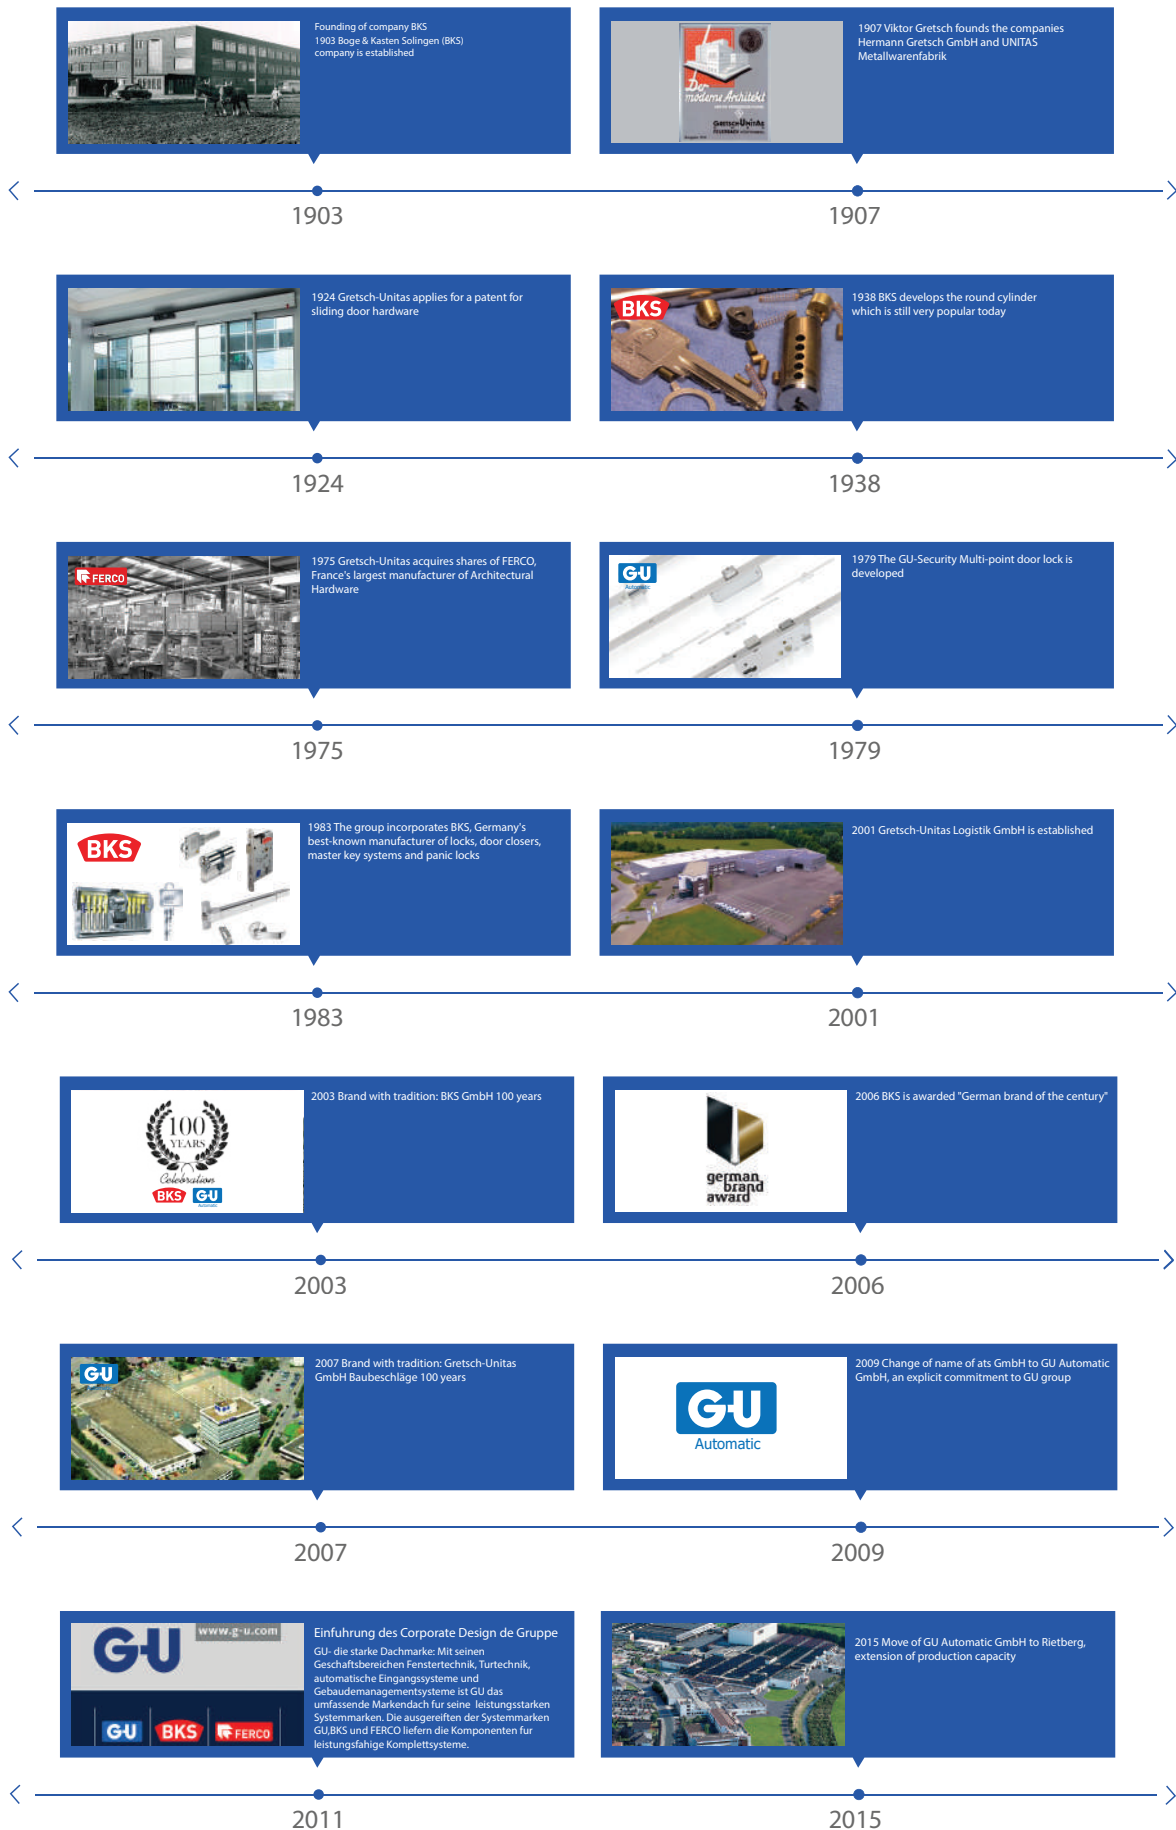 Founding of company BKS
1903 Boge & Kasten Solingen (BKS)
company is established
1907 Viktor Gretsch founds the companies
Hermann Gretsch GmbH and UNITAS
Metallwarenfabrik
Der
moderne Architekt
GRETSCH UNITAS
FEUERBACH
1903
1907
1924 Gretsch-Unitas applies for a patent for
sliding door hardware
BKS
1938 BKS develops the round cylinder
which is still very popular today
1924
1938
FERCO
1975 Gretsch-Unitas acquires shares of FERCO,
France's largest manufacturer of Architectural
Hardware
GU
Automatic
1979 The GU-Security Multi-point door lock is
developed
1975
1979
BKS
1983 The group incorporates BKS, Germany's
best-known manufacturer of locks, door closers,
master key systems and panic locks
2001 Gretsch-Unitas Logistik GmbH is established
1983
2001
100
YEARS
Celebration
BKS GU
Automatic
2003 Brand with tradition: BKS GmbH 100 years
german
brand
award
2006 BKS is awarded "German brand of the century"
2003
2006
GU
2007 Brand with tradition: Gretsch-Unitas
GmbH Baubeschläge 100 years
GU
Automatic
2009 Change of name of ats GmbH to GU Automatic
GmbH, an explicit commitment to GU group
2007
2009
GU
www.g-u.com
GU BKS FERCO
Einfuhrung des Corporate Design de Gruppe
GU- die starke Dachmarke: Mit seinen
Geschaftsbereichen Fenstertechnik, Turtechnik,
automatische Eingangssysteme und
Gebaudemanagementsysteme ist GU das
umfassende Markendach fur seine leistungsstarken
Systemmarken. Die ausgereiften der Systemmarken
GU,BKS und FERCO liefern die Komponenten fur
leistungsfahige Komplettsysteme.
2015 Move of GU Automatic GmbH to Rietberg,
extension of production capacity
2011
2015